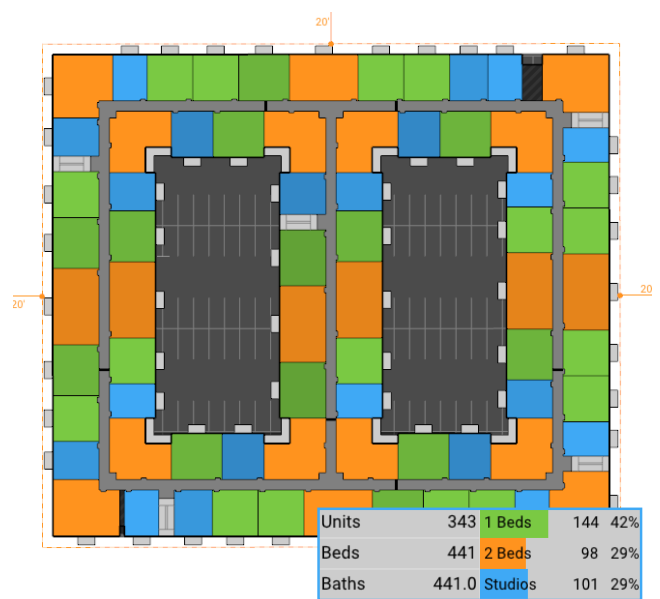 20'
20'
20'
Units 343 1 Beds 144 42%
Beds 441 2 Beds 98 29%
Baths 441.0 Studios 101 29%